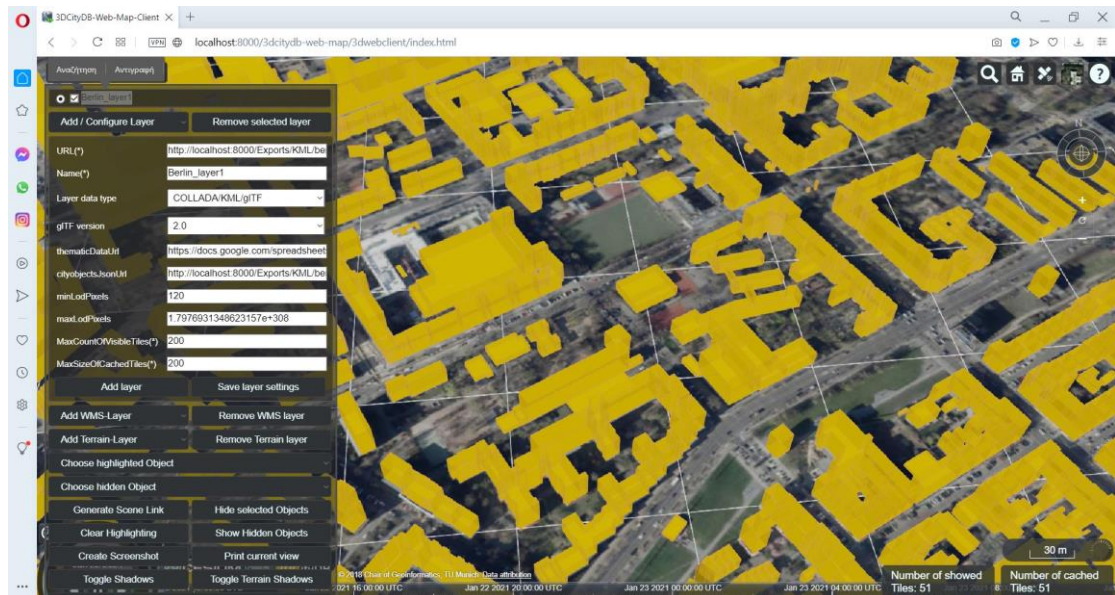 3DCityDB-Web-Map-Client
VPN
localhost:8000/3dcitydb-web-map/3dwebclient/index.html
Αναζήτηση Αντιγραφή
Berlin_layer1
Add / Configure Layer Remove selected layer
URL(*) http://localhost:8000/Exports/KML/be
Name(*) Berlin_layer1
Layer data type COLLADA/KML/glTF
glTF version 2.0
thematicDataUrl https://docs.google.com/spreadsheet
cityobjectsJsonUrl http://localhost:8000/Exports/KML/be
minLodPixels 120
maxLodPixels 1.7976931348623157e+308
MaxCountOfVisibleTiles(*) 200
MaxSizeOfCachedTiles(*) 200
Add layer Save layer settings
Add WMS-Layer Remove WMS layer
Add Terrain-Layer Remove Terrain layer
Choose highlighted Object
Choose hidden Object
Generate Scene Link Hide selected Objects
Clear Highlighting Show Hidden Objects
Create Screenshot Print current view
Toggle Shadows Toggle Terrain Shadows
30 m
© 2018 Chair of Geoinformatics, TU Munich Data attribution
2021 16:00:00 UTC Jan 22 2021 20:00:00 UTC Jan 23 2021 00:00:00 UTC Jan 23 2021 04:00:00 UTC
Number of showed Tiles: 51
Number of cached Tiles: 51